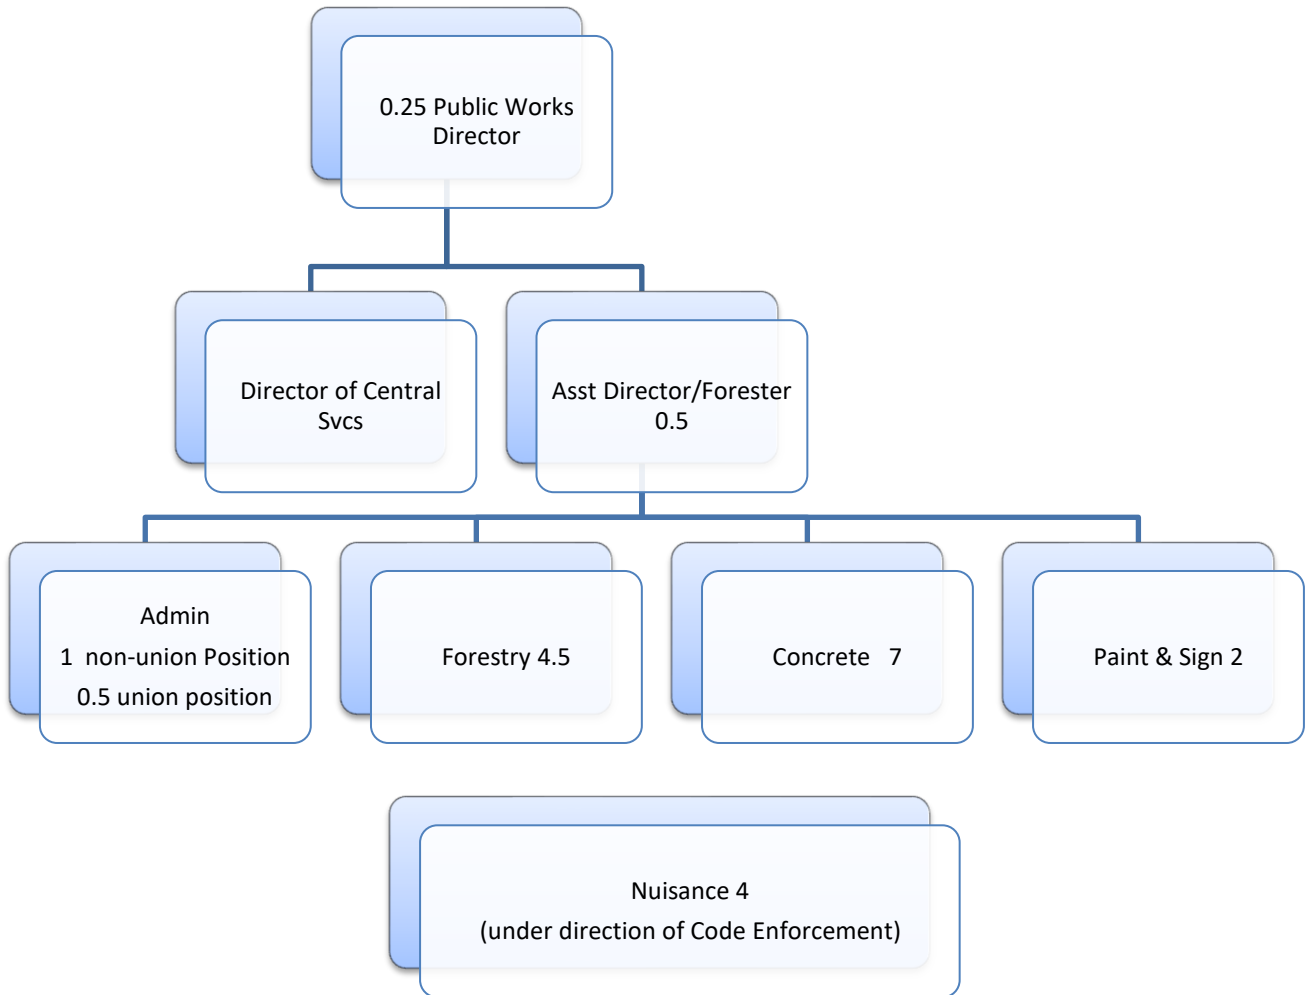 0.25 Public Works
Director
Director of Central
Svcs
Asst Director/Forester
0.5
Admin
1 non-union Position
0.5 union position
Forestry 4.5
Concrete 7
Paint & Sign 2
Nuisance 4
(under direction of Code Enforcement)